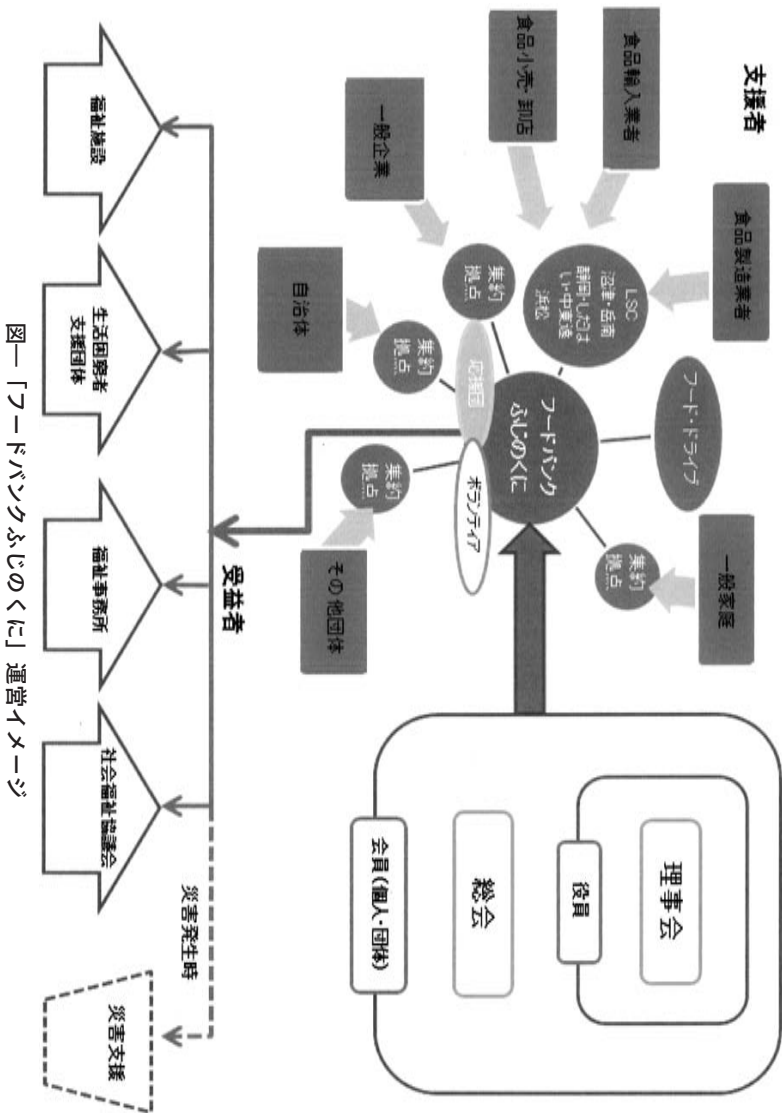 支援者
食品輸入業者
食品小売・卸店
一般企業
自治体
食品製造業者
LSC
沼津・岳南
静岡・しだはい・中東遠
浜松
集約
拠点
集約
拠点
集約
拠点
集約
拠点
応援団
フードバンク
ふじのくに
ボランティア
フード・ドライブ
一般家庭
その他団体
理事会
役員
総会
会員(個人・団体)
受益者
福祉施設
生活困窮者
支援団体
福祉事務所
社会福祉協議会
災害発生時
災害支援
図一「フードバンクふじのくに」運営イメージ